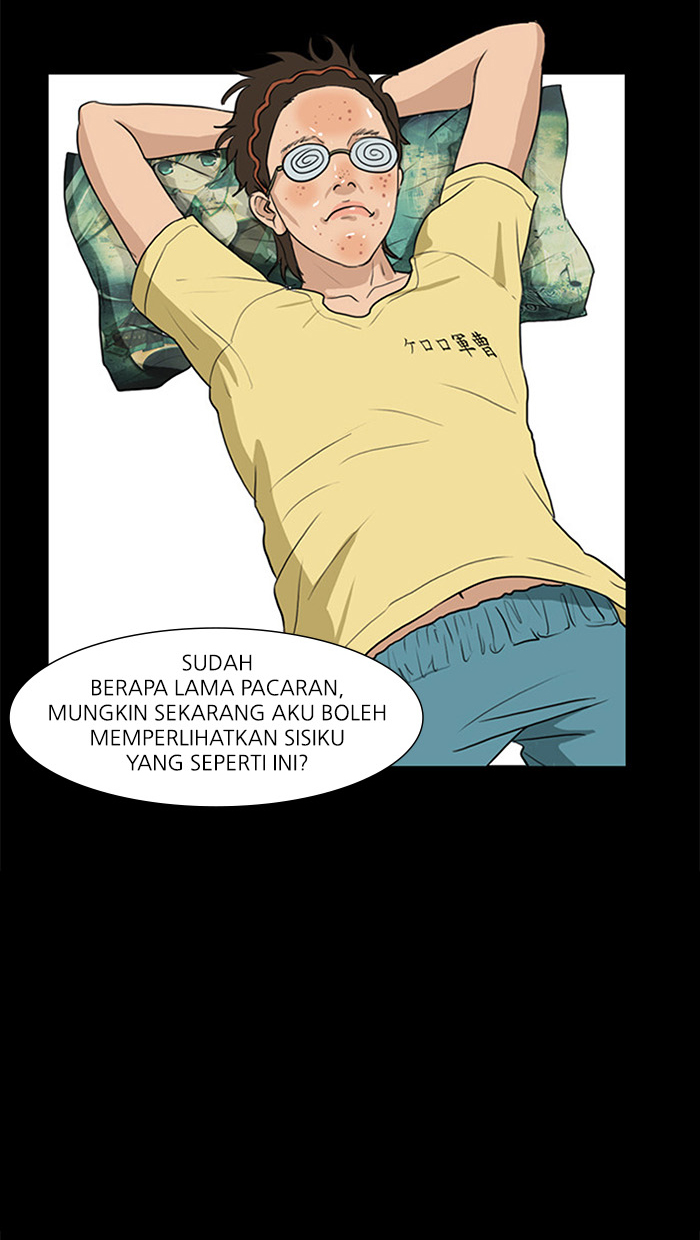 ケロロ軍曹
SUDAH
BERAPA LAMA PACARAN,
MUNGKIN SEKARANG AKU BOLEH
MEMPERLIHATKAN SISIKU
YANG SEPERTI INI?